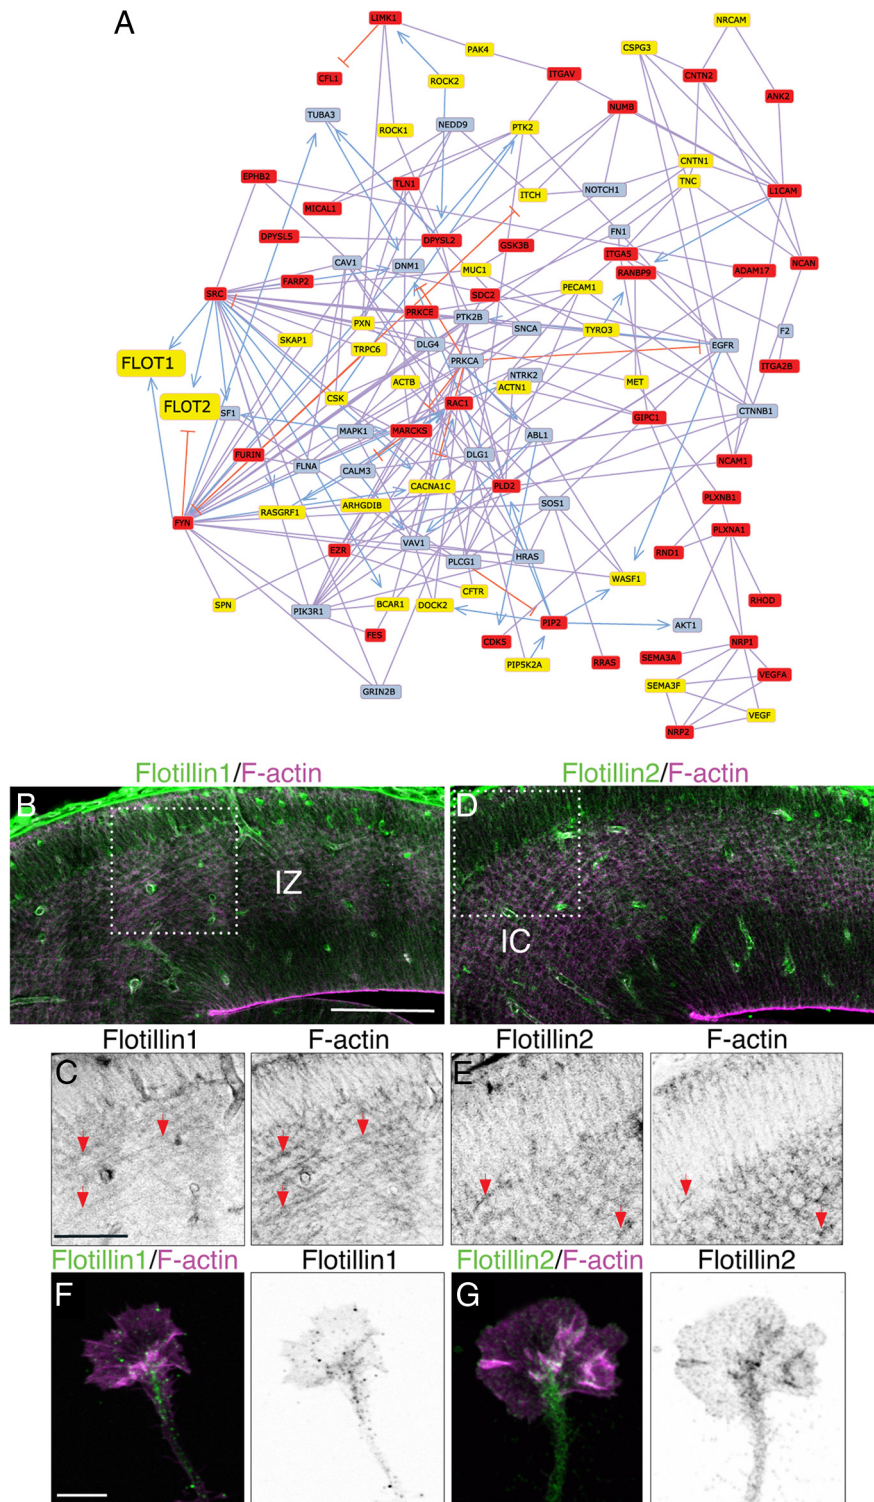 A
LIMK1
NRCAM
PAK4
CSPG3
ITGAV
CNTN2
CFL1
ROCK2
ANK2
NUMB
TUBA3
NEDD9
PTK2
ROCK1
CNTN1
EPHB2
TLN1
TNC
ITCH
NOTCH1
L1CAM
MICAL1
DPYSL5
DPYSL2
GSK3B
FN1
ITGA5
CAV1
DNM1
MUC1
RANBP9
ADAM17
NCAN
FARP2
SRC
SDC2
PECAM1
PRKCE
PTK2B
PXN
SNCA
TYRO3
F2
SKAP1
TRPC6
DLG4
EGFR
FLOT1
PRKCA
ITGA2B
ACTB
NTRK2
ACTN1
MET
FLOT2
CSK
RAC1
SF1
GIPC1
CTNNB1
MAPK1
MARCKS
ABL1
FURIN
FLNA
CALM3
DLG1
NCAM1
CACNA1C
PLD2
RASGRF1
ARHGDIB
SOS1
PLXNB1
FYN
PLXNA1
VAV1
EZR
PLCG1
HRAS
RND1
WASF1
SPN
PIK3R1
BCAR1
DOCK2
CFTR
RHOD
FES
PIP2
AKT1
CDK5
NRP1
PIP5K2A
RRAS
SEMA3A
VEGFA
GRIN2B
SEMA3F
VEGF
NRP2
Flotillin1/F-actin
Flotillin2/F-actin
B
IZ
D
IC
Flotillin1
F-actin
Flotillin2
F-actin
C
E
Flotillin1/F-actin
Flotillin1
Flotillin2/F-actin
Flotillin2
F
G